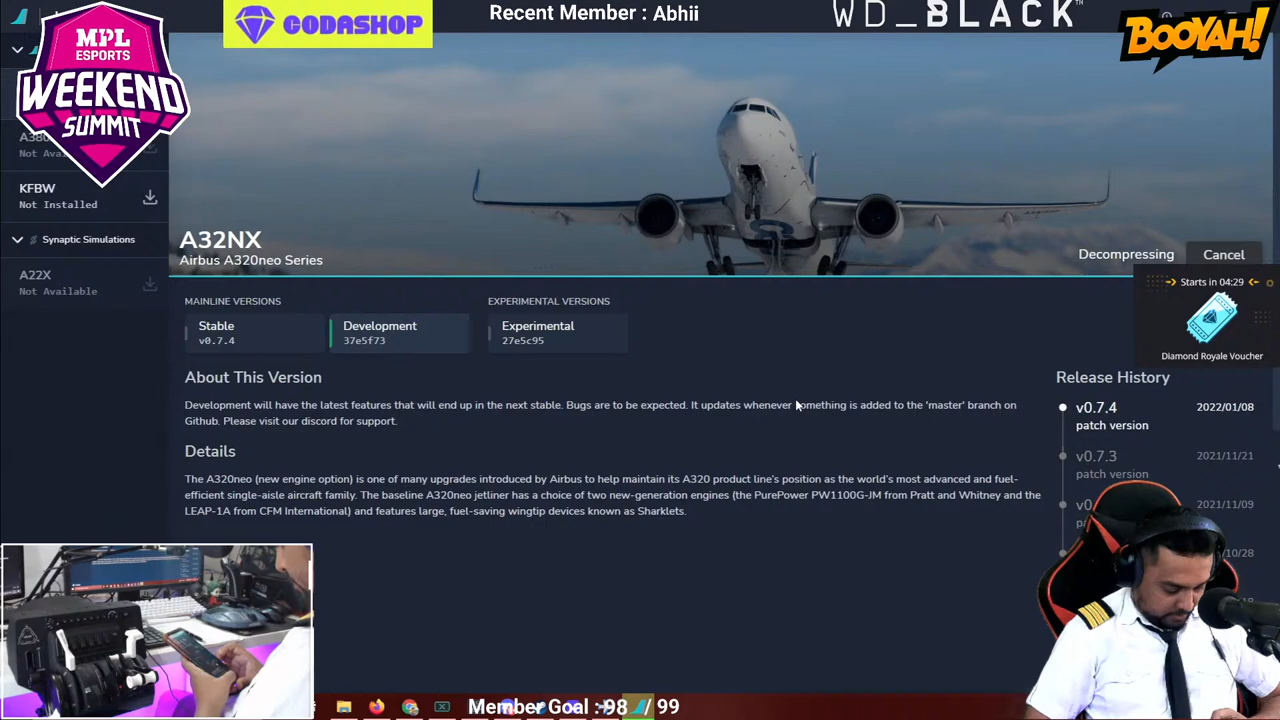 MPL
ESPORTS
WEEKEND
SUMMIT
CODASHOP
Recent Member : Abhii
WD_BLACK™
BOOYAH!
A380
Not Ava
KFBW
Not Installed
Synaptic Simulations
A22X
Not Available
A32NX
Airbus A320neo Series
Decompressing
Cancel
Starts in 04:29
Diamond Royale Voucher
MAINLINE VERSIONS
EXPERIMENTAL VERSIONS
Stable
v0.7.4
Development
37e5f73
Experimental
27e5c95
About This Version
Development will have the latest features that will end up in the next stable. Bugs are to be expected. It updates whenever something is added to the 'master' branch on
Github. Please visit our discord for support.
Details
The A320neo (new engine option) is one of many upgrades introduced by Airbus to help maintain its A320 product line's position as the world's most advanced and fuel-
efficient single-aisle aircraft family. The baseline A320neo jetliner has a choice of two new-generation engines (the PurePower PW1100G-JM from Pratt and Whitney and the
LEAP-1A from CFM International) and features large, fuel-saving wingtip devices known as Sharklets.
Release History
v0.7.4
2022/01/08
patch version
v0.7.3
2021/11/21
patch version
2021/11/09
/10/28
Member Goal : 98 / 99